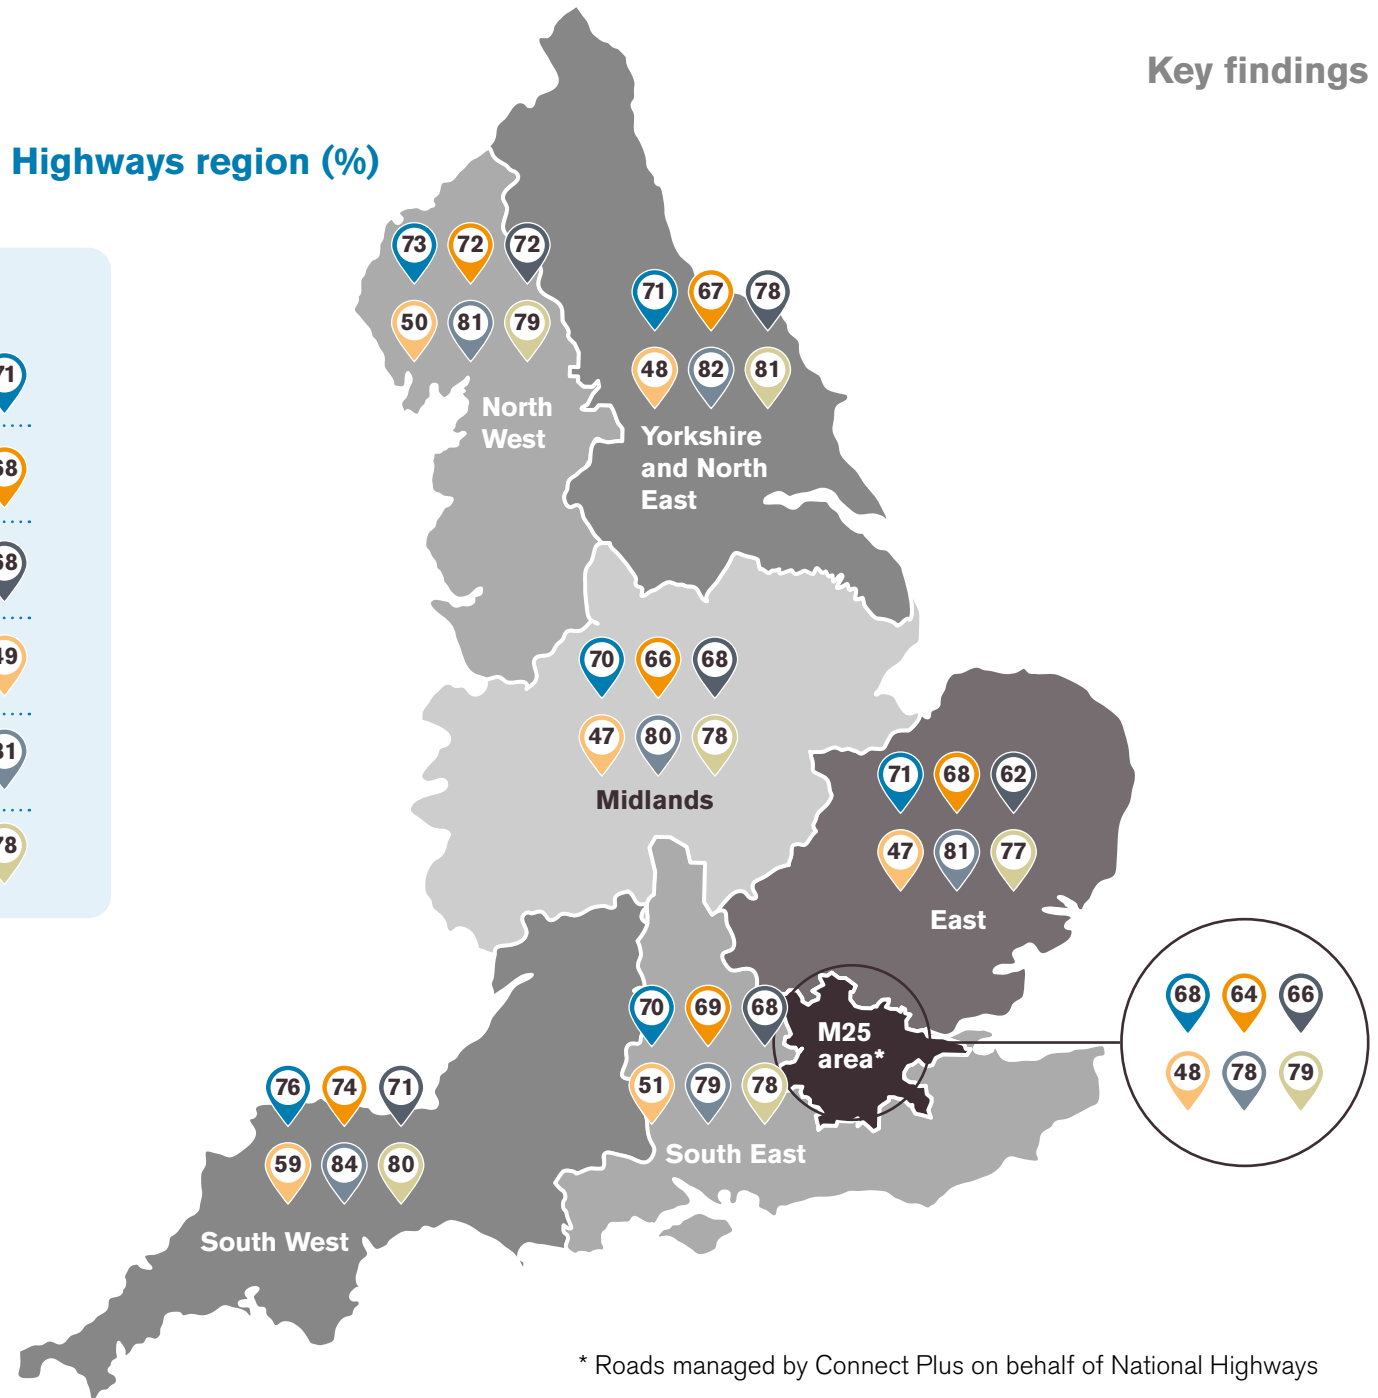 Key findings
Highways region (%)
73 72 72
50 81 79
North
West
71 67 78
48 82 81
Yorkshire
and North
East
70 66 68
47 80 78
Midlands
71 68 62
47 81 77
East
70 69 68
51 79 78
South East
M25
area*
68 64 66
48 78 79
76 74 71
59 84 80
South West
* Roads managed by Connect Plus on behalf of National Highways